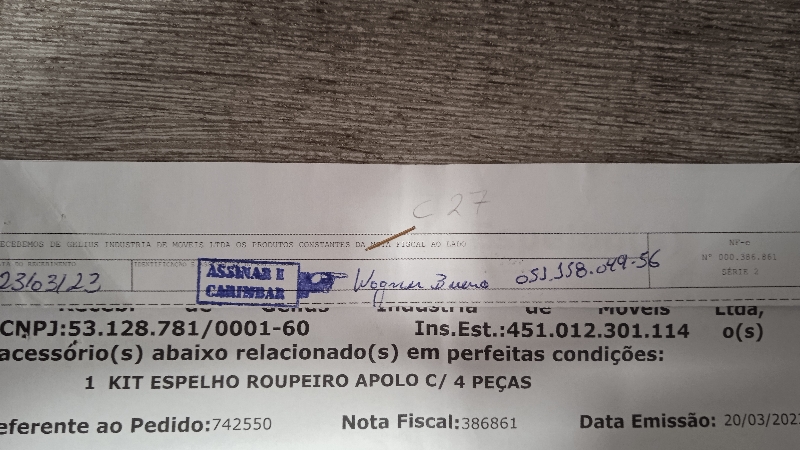 C 27
ECEBEMOS DE GELIUS INDUSTRIA DE MOVEIS LTDA OS PRODUTOS CONSTANTES DA NOTA FISCAL AO LADO
NF-e
Nº 000.386.861
SÉRIE 2
23/03/23
ASSINAR E
CARIMBAR
Wagner Bueno 051.158.049-56
Recebi de Gelius Industria de Moveis Ltda,
CNPJ:53.128.781/0001-60 Ins.Est.:451.012.301.114 o(s)
acessório(s) abaixo relacionado(s) em perfeitas condições:
1 KIT ESPELHO ROUPEIRO APOLO C/ 4 PEÇAS
eferente ao Pedido:742550 Nota Fiscal:386861 Data Emissão: 20/03/202